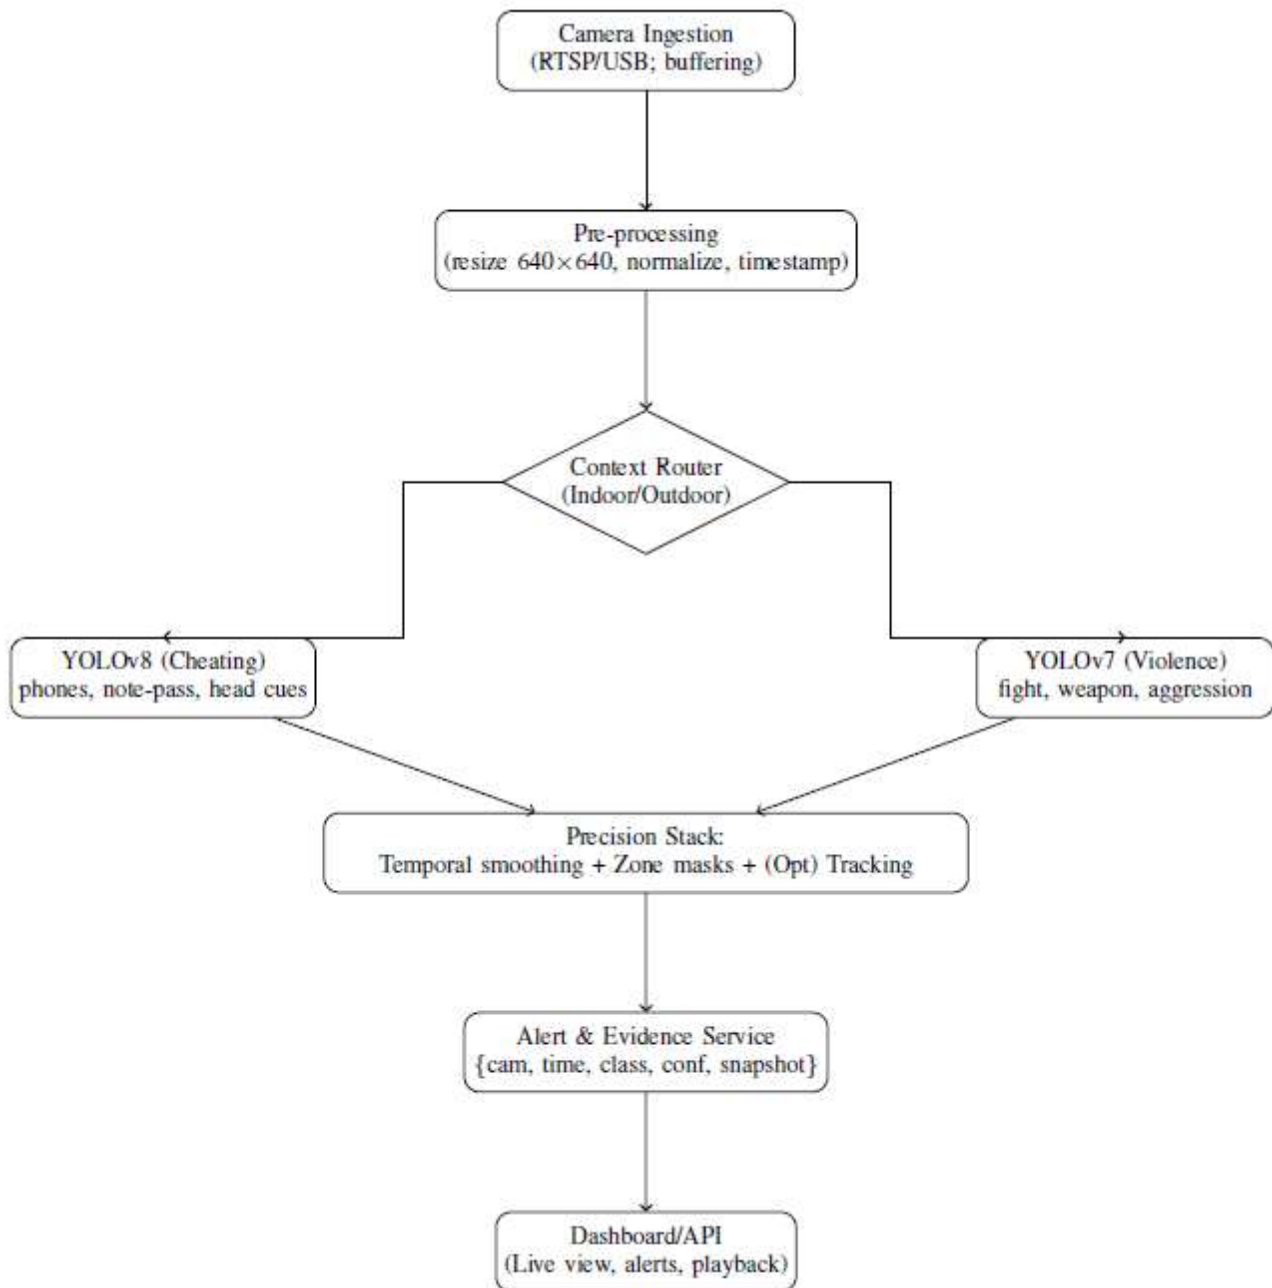 Camera Ingestion
(RTSP/USB; buffering)
Pre-processing
(resize 640×640, normalize, timestamp)
Context Router
(Indoor/Outdoor)
YOLOv8 (Cheating)
phones, note-pass, head cues
YOLOv7 (Violence)
fight, weapon, aggression
Precision Stack:
Temporal smoothing + Zone masks + (Opt) Tracking
Alert & Evidence Service
{cam, time, class, conf, snapshot}
Dashboard/API
(Live view, alerts, playback)